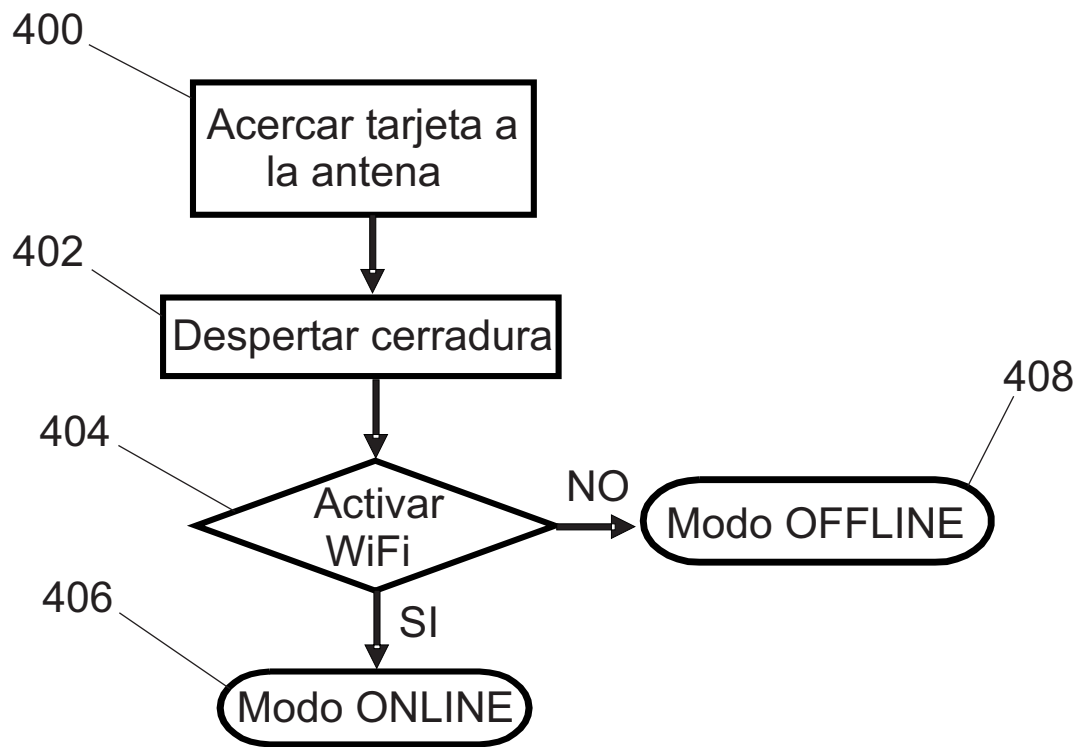 400
Acercar tarjeta a
la antena
402
Despertar cerradura
408
404
Activar
WiFi
NO
Modo OFFLINE
406
SI
Modo ONLINE